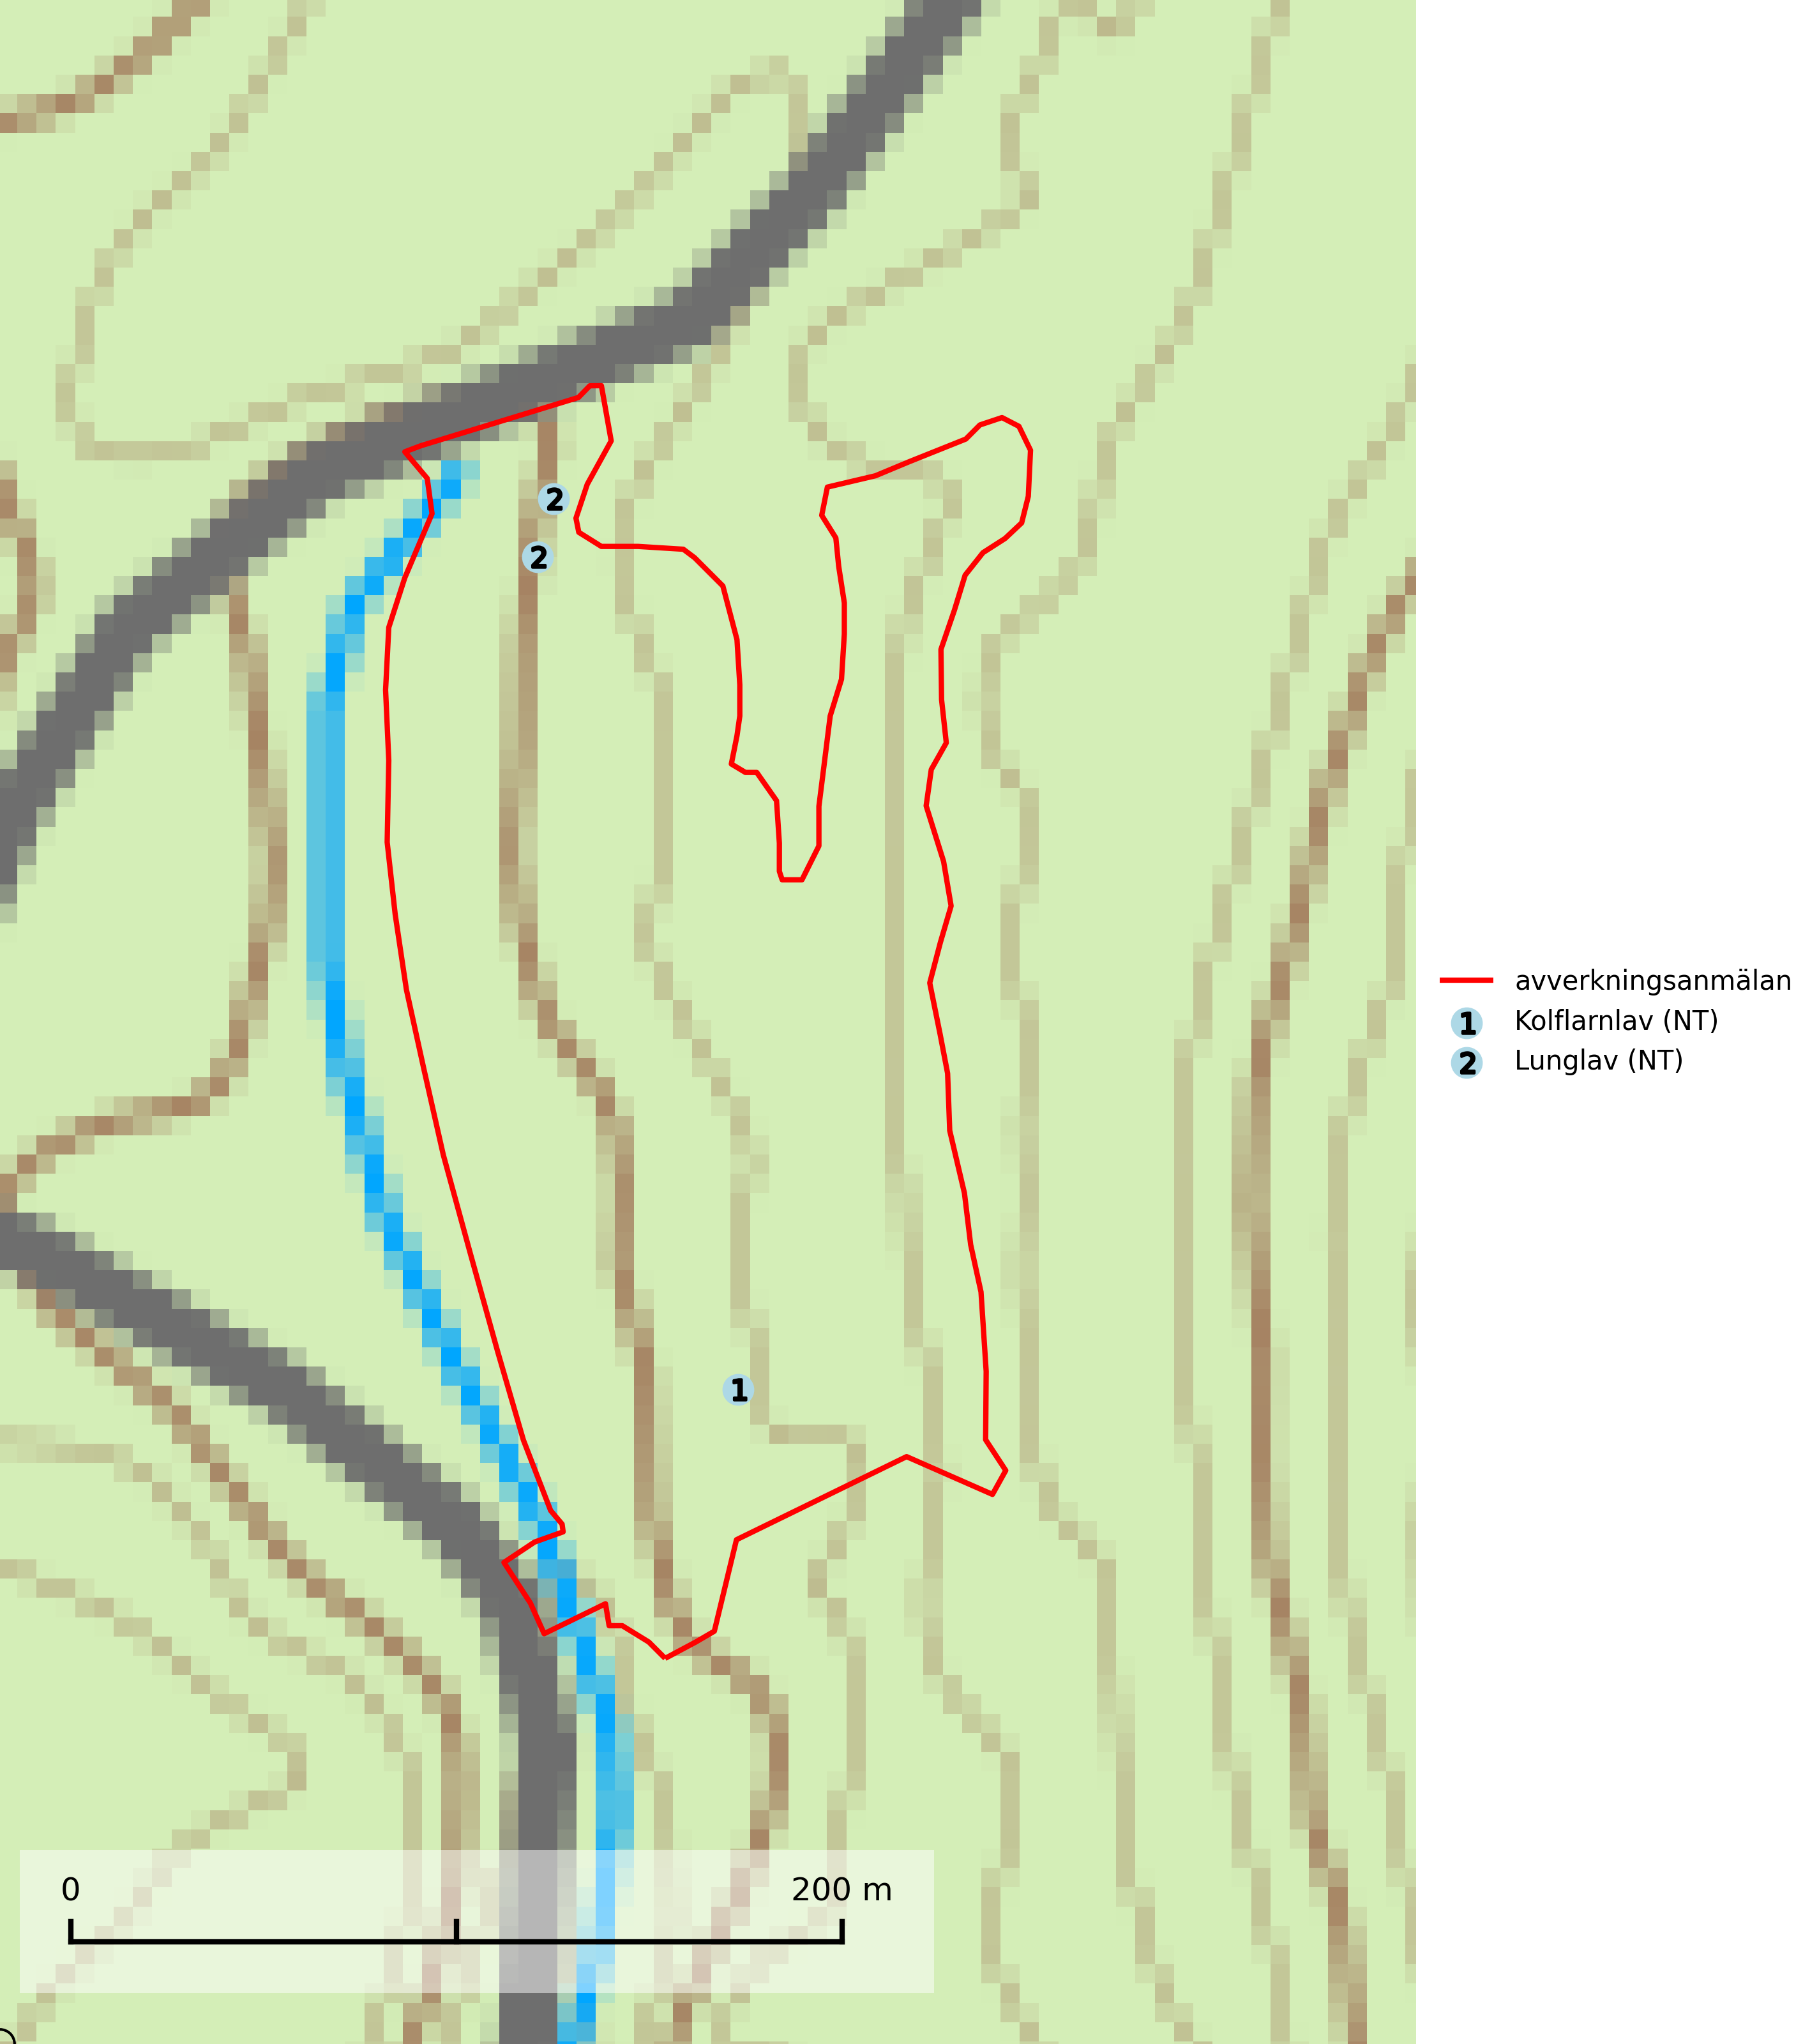 2
2
1
avverkningsanmälan
1 Kolflarnlav (NT)
2 Lunglav (NT)
0 200 m